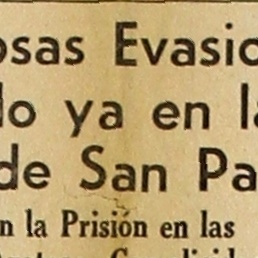 osas Evasio
lo ya en l
de San Pa
n la Prisión en las